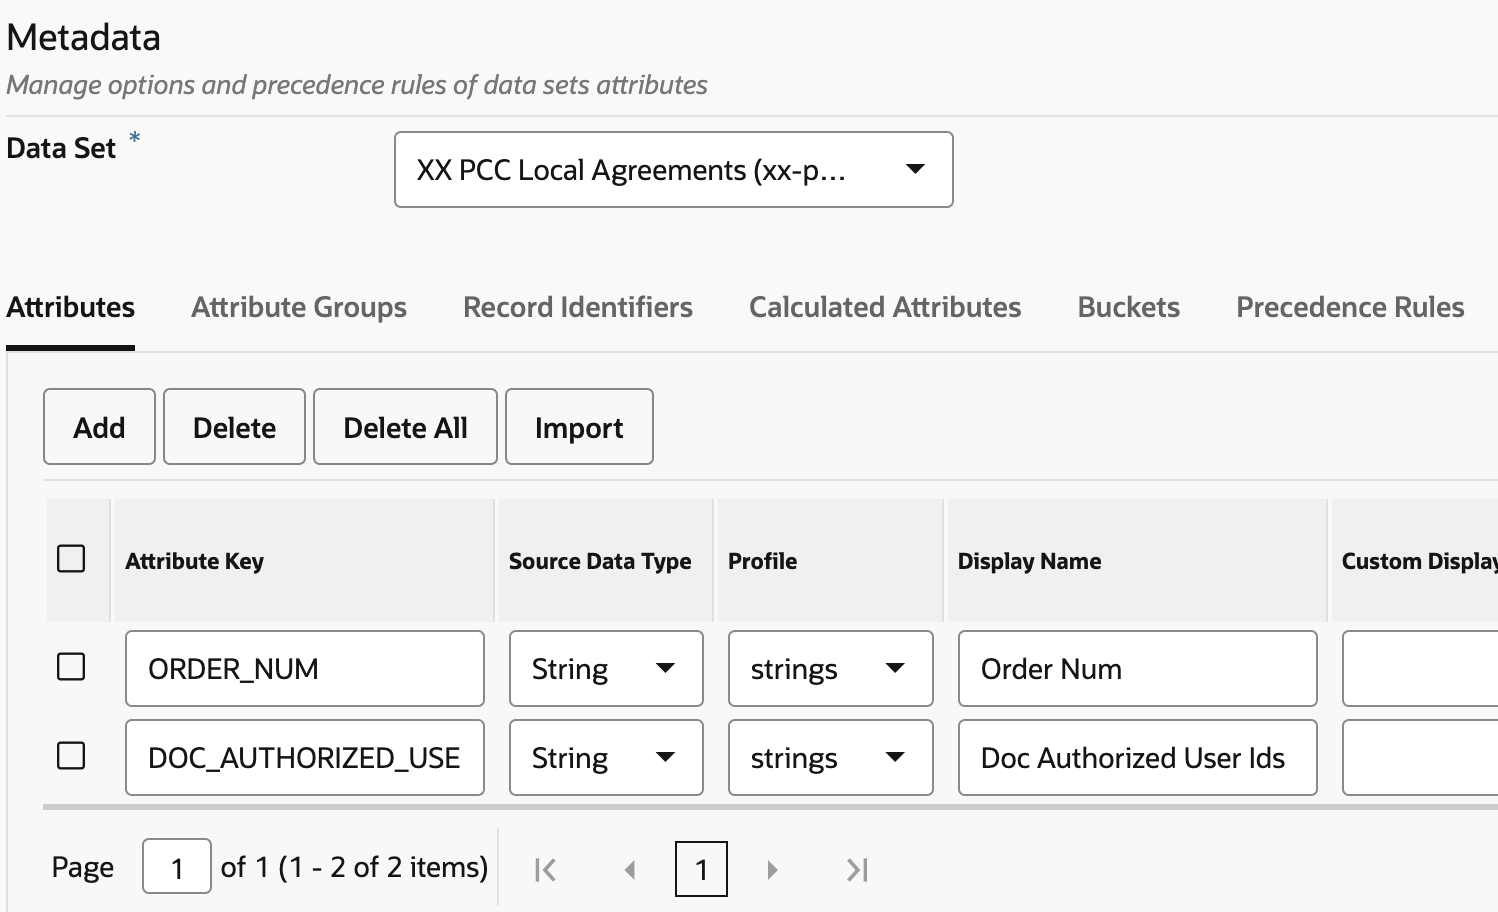 Metadata
Manage options and precedence rules of data sets attributes
Data Set *
XX PCC Local Agreements (xx-p...
Attributes Attribute Groups Record Identifiers Calculated Attributes Buckets Precedence Rules
Add Delete Delete All Import
Attribute Key Source Data Type Profile Display Name Custom Display
ORDER_NUM String strings Order Num
DOC_AUTHORIZED_USE String strings Doc Authorized User Ids
Page 1 of 1 (1 - 2 of 2 items) 1